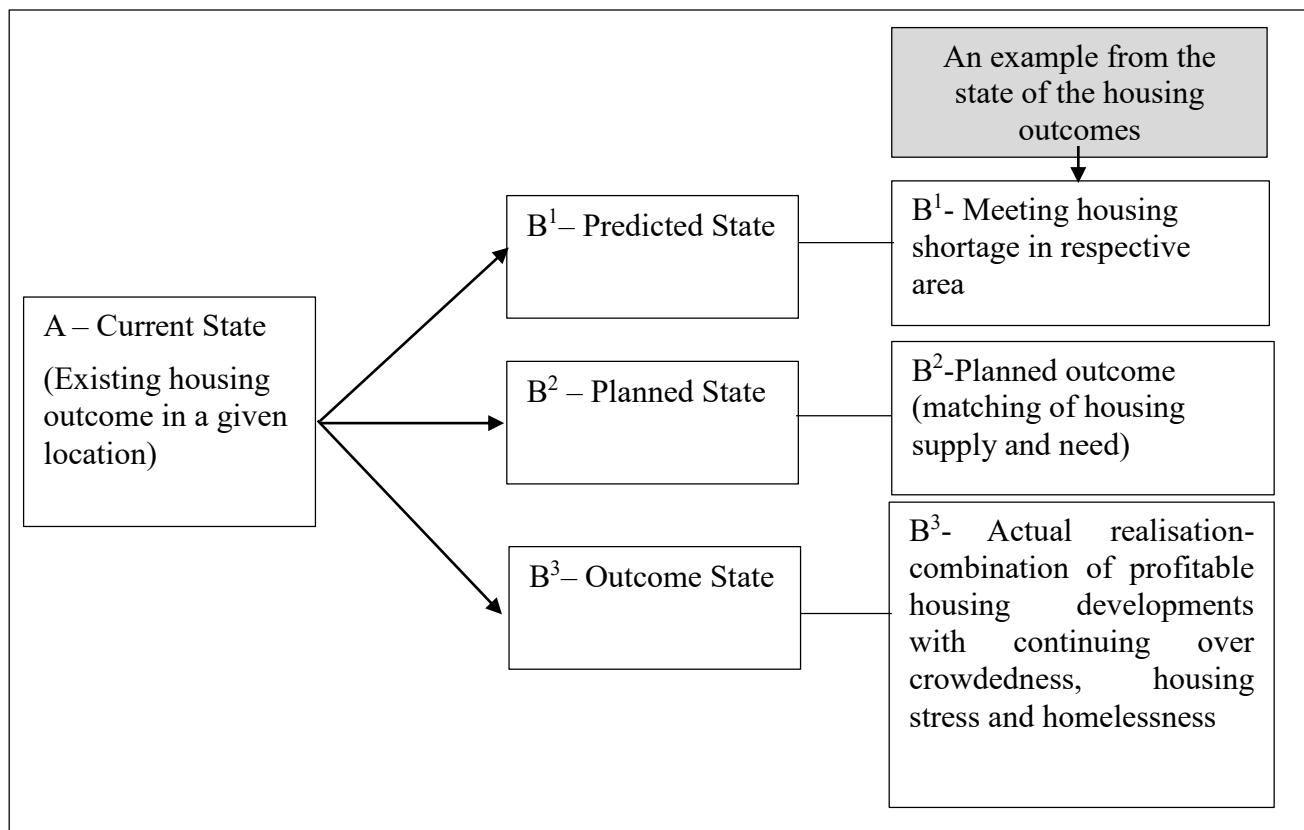 An example from the
state of the housing
outcomes
B¹– Predicted State
B¹- Meeting housing
shortage in respective
area
A – Current State
(Existing housing
outcome in a given
location)
B² – Planned State
B²-Planned outcome
(matching of housing
supply and need)
B³– Outcome State
B³- Actual realisation-
combination of profitable
housing developments
with continuing over
crowdedness, housing
stress and homelessness